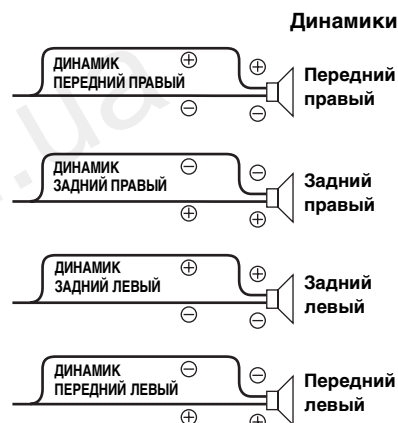 Динамики
ДИНАМИК
ПЕРЕДНИЙ ПРАВЫЙ
⊕
⊖
⊕
⊖
Передний
правый
ДИНАМИК
ЗАДНИЙ ПРАВЫЙ
⊖
⊕
⊖
⊕
Задний
правый
ДИНАМИК
ЗАДНИЙ ЛЕВЫЙ
⊕
⊖
⊕
⊖
Задний
левый
ДИНАМИК
ПЕРЕДНИЙ ЛЕВЫЙ
⊖
⊕
⊖
⊕
Передний
левый